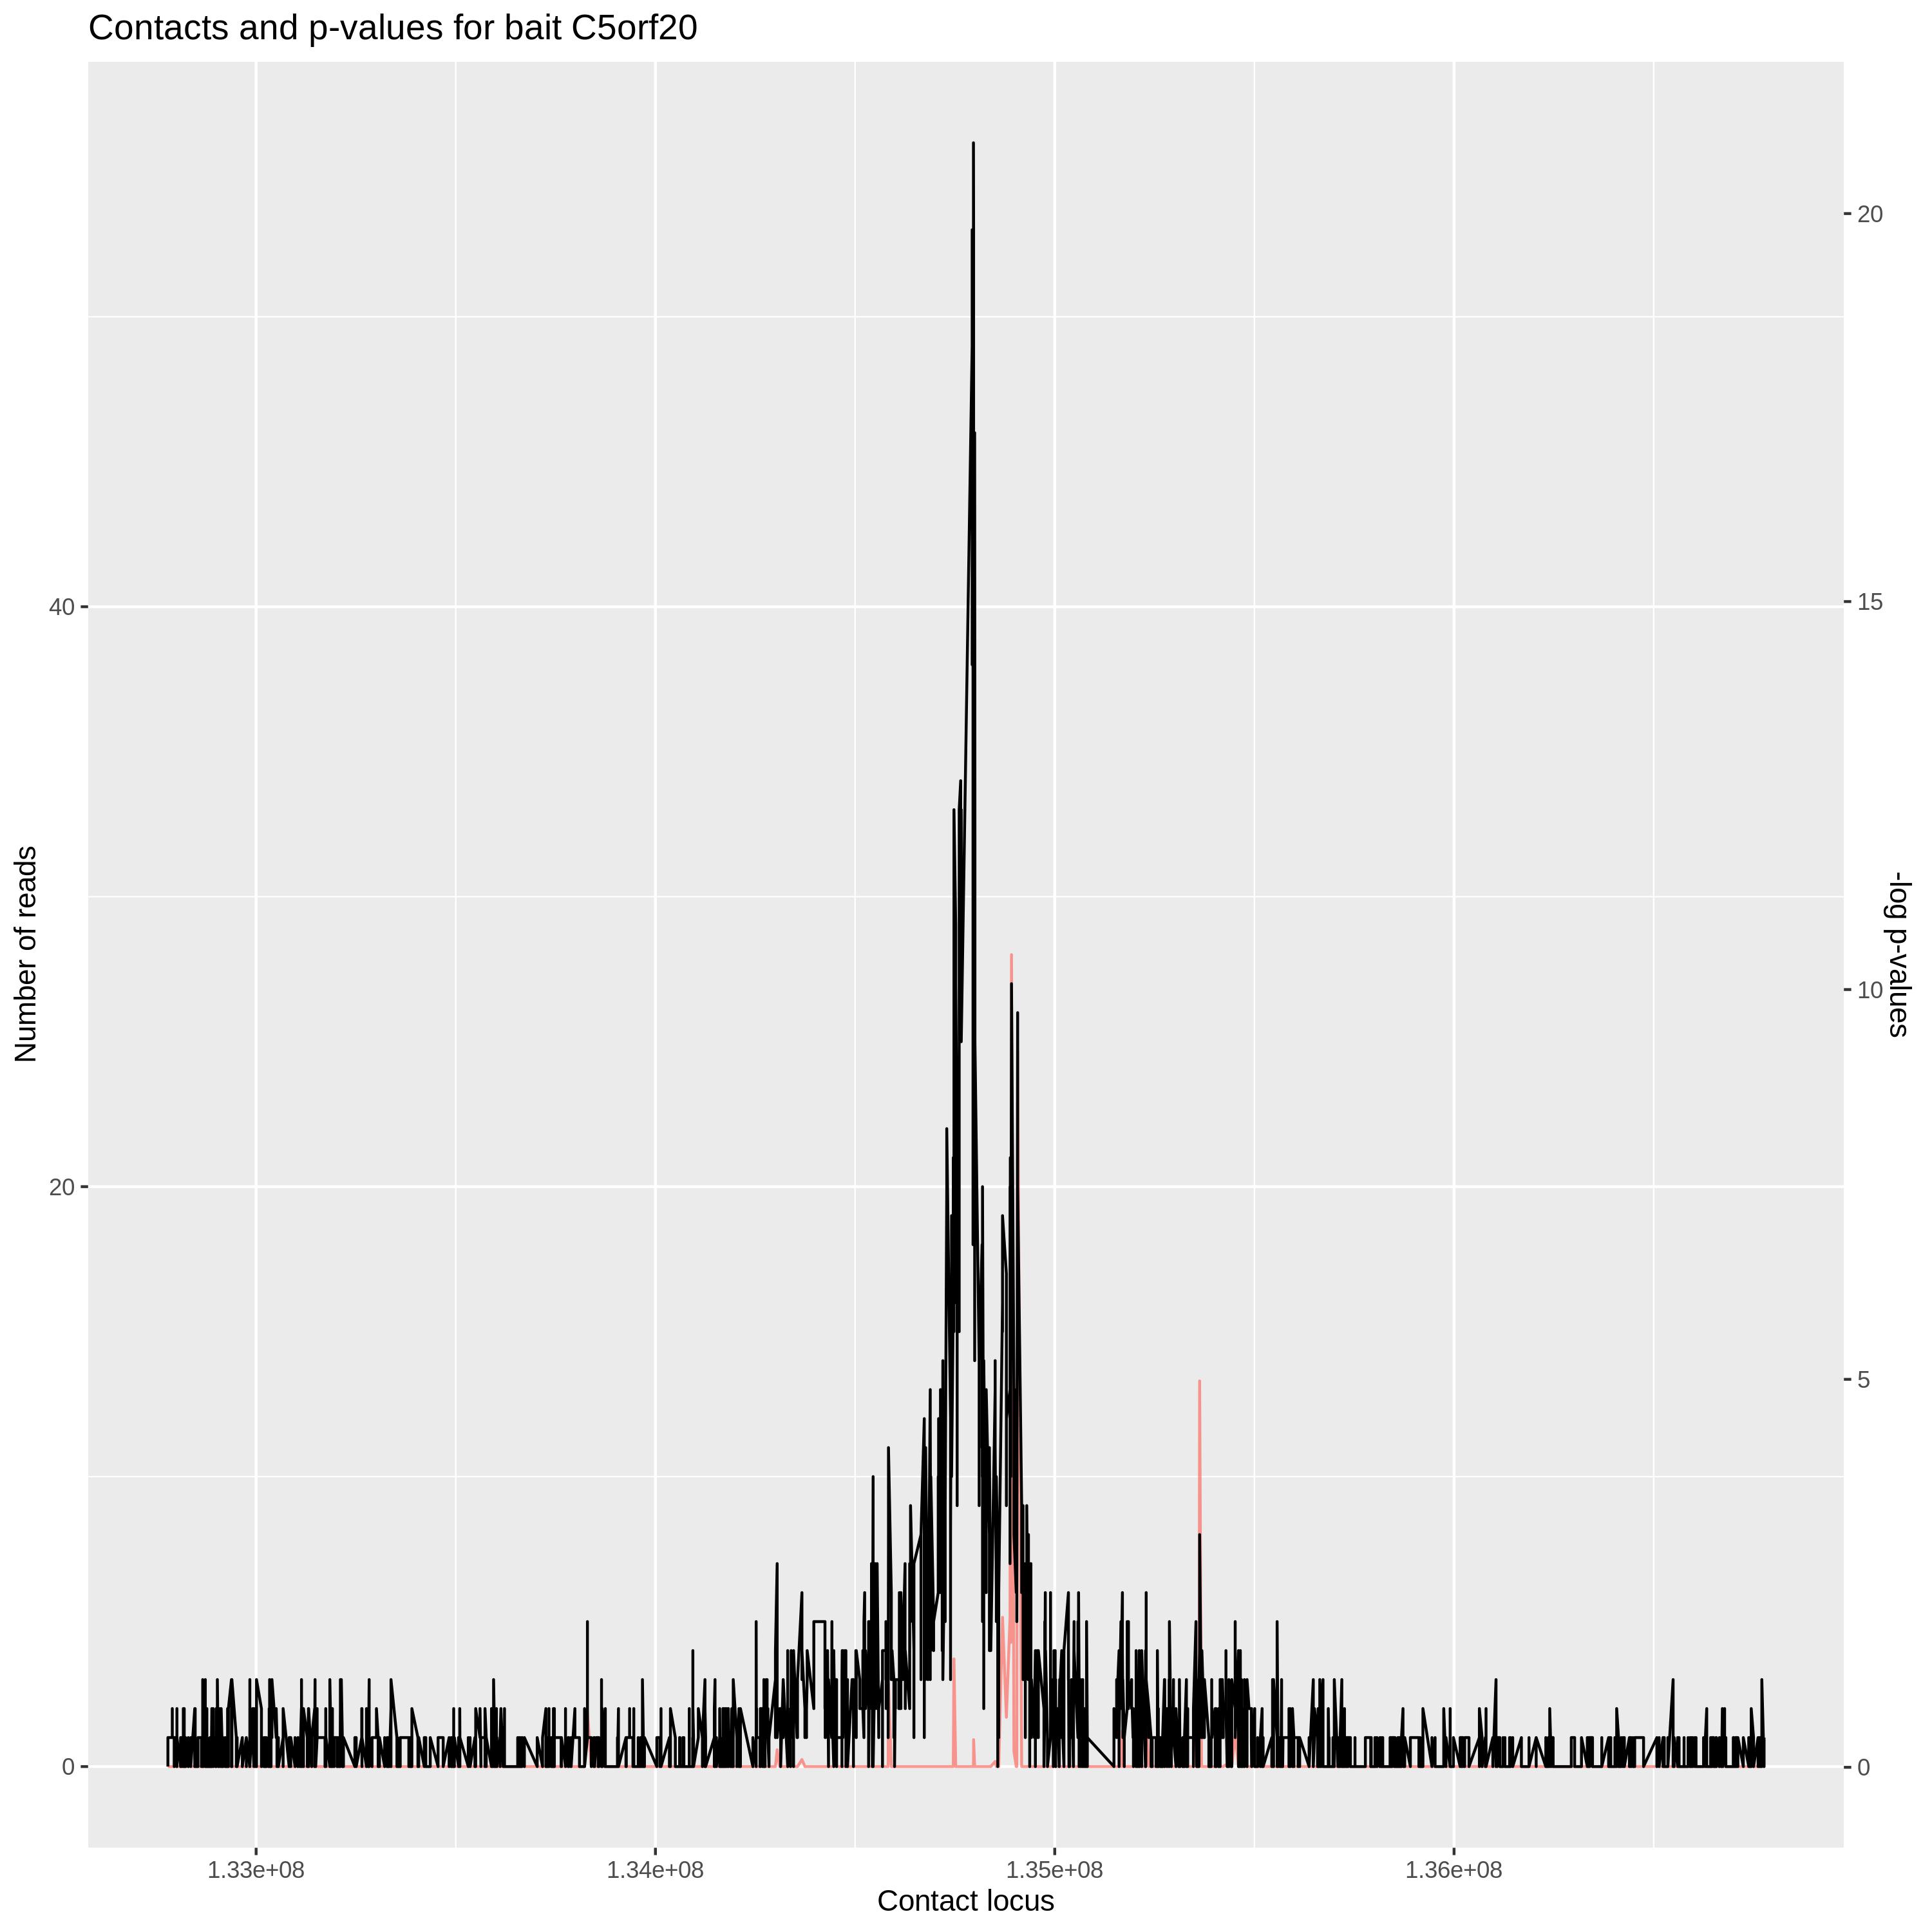 Contacts and p-values for bait C5orf20
Number of reads
40
20
0
20
15
10
5
0
-log p-values
1.33e+08
1.34e+08
1.35e+08
1.36e+08
Contact locus